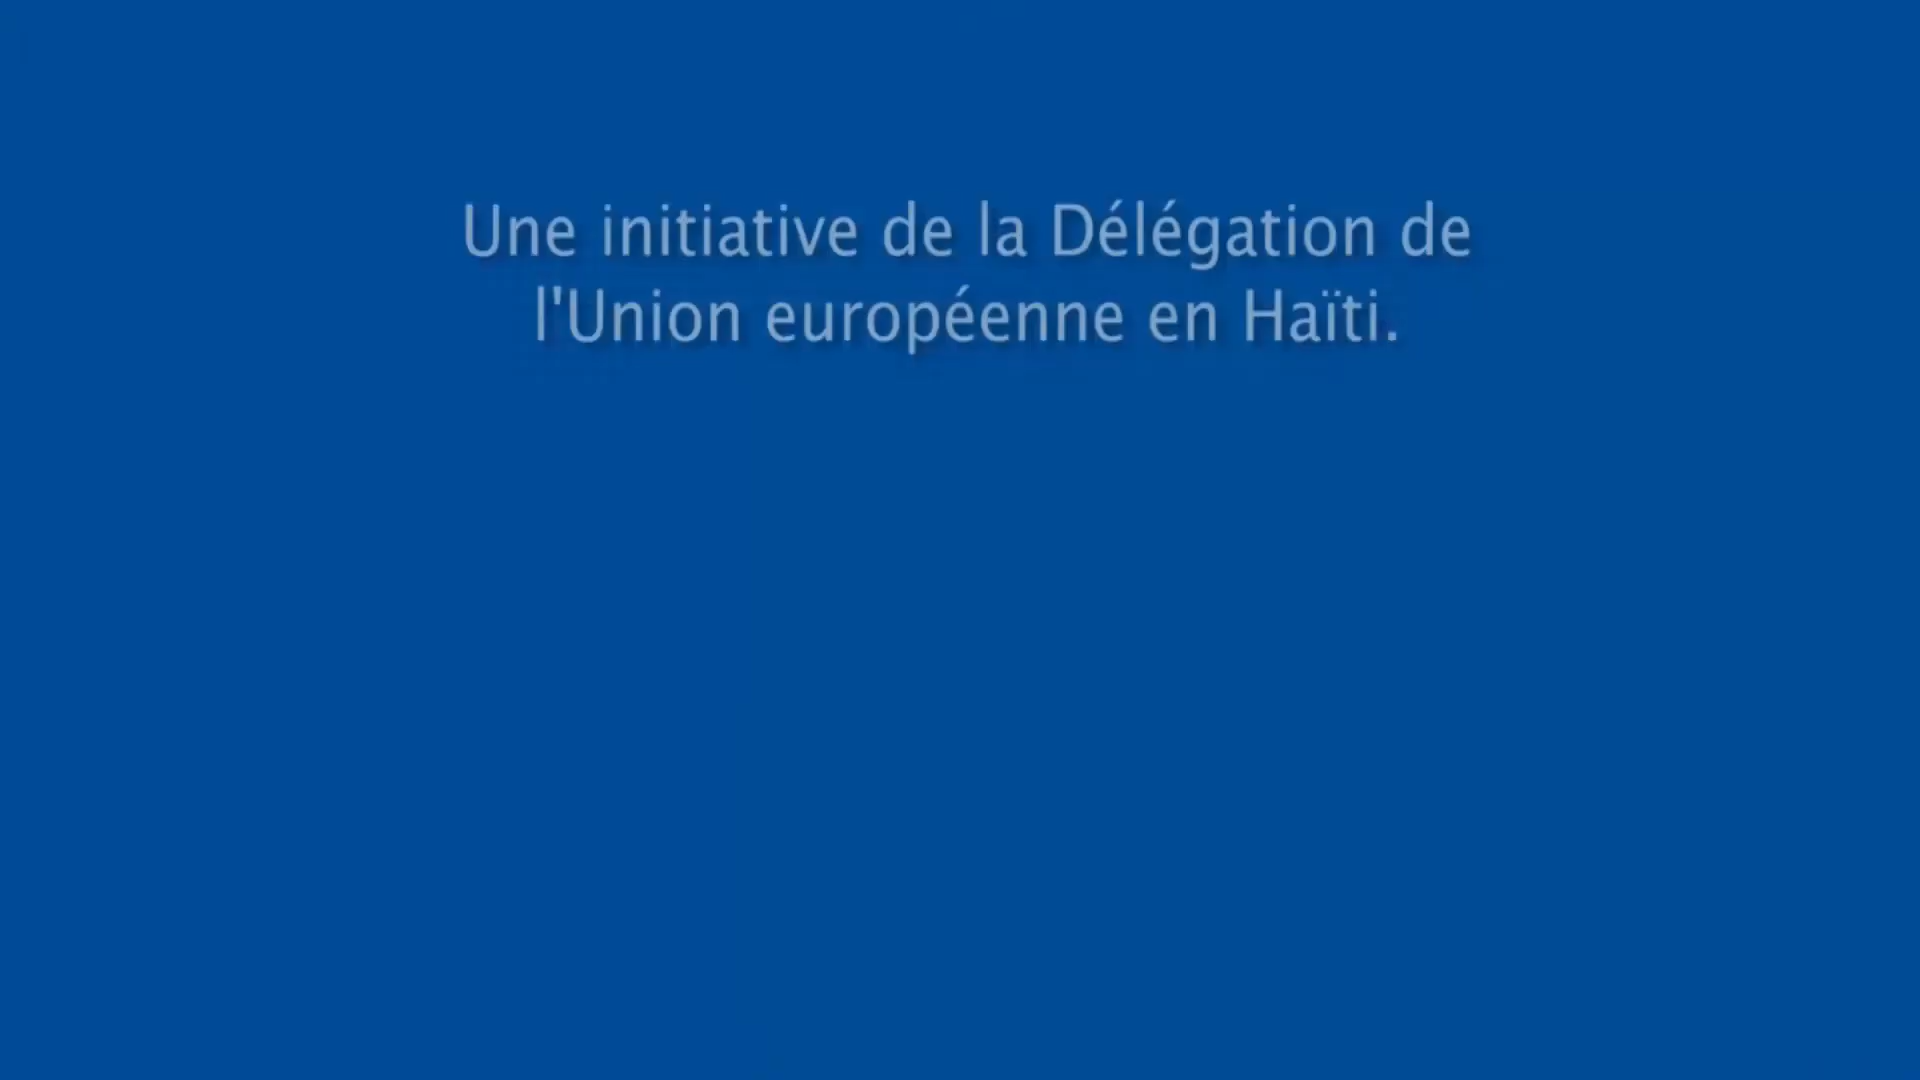 Une initiative de la Délégation de
l'Union européenne en Haïti.